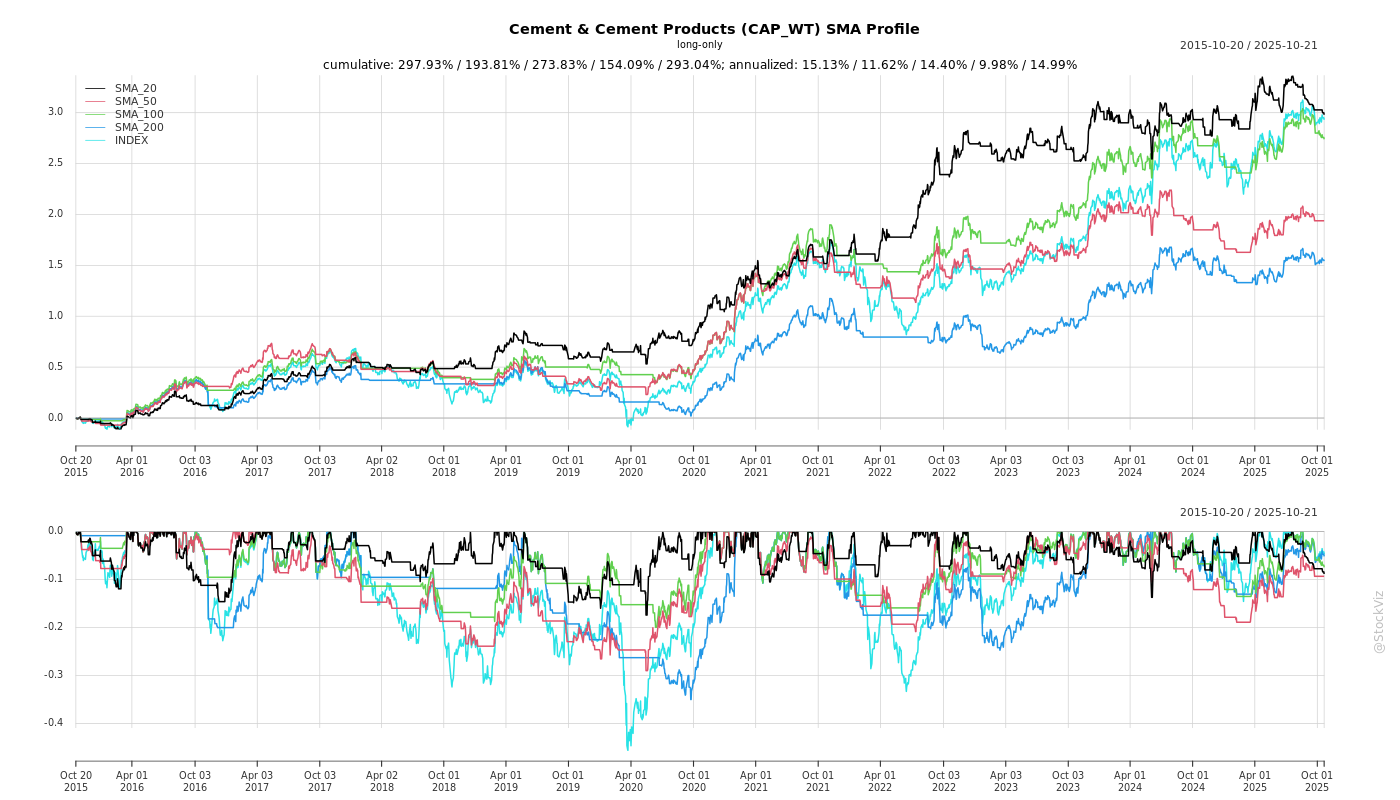 Cement & Cement Products (CAP_WT) SMA Profile
long-only
2015-10-20 / 2025-10-21
cumulative: 297.93% / 193.81% / 273.83% / 154.09% / 293.04%; annualized: 15.13% / 11.62% / 14.40% / 9.98% / 14.99%
SMA_20
SMA_50
SMA_100
SMA_200
INDEX
3.0
2.5
2.0
1.5
1.0
0.5
0.0
Oct 20 Apr 01 Oct 03 Apr 03 Oct 03 Apr 02 Oct 01 Apr 01 Oct 01 Apr 01 Oct 01 Apr 01 Oct 01 Apr 01 Oct 03 Apr 03 Oct 03 Apr 01 Oct 01 Apr 01 Oct 01
2015 2016 2016 2017 2017 2018 2018 2019 2019 2020 2020 2021 2021 2022 2022 2023 2023 2024 2024 2025 2025
2015-10-20 / 2025-10-21
0.0
-0.1
-0.2
-0.3
-0.4
Oct 20 Apr 01 Oct 03 Apr 03 Oct 03 Apr 02 Oct 01 Apr 01 Oct 01 Apr 01 Oct 01 Apr 01 Oct 01 Apr 01 Oct 03 Apr 03 Oct 03 Apr 01 Oct 01 Apr 01 Oct 01
2015 2016 2016 2017 2017 2018 2018 2019 2019 2020 2020 2021 2021 2022 2022 2023 2023 2024 2024 2025 2025
@StockViz